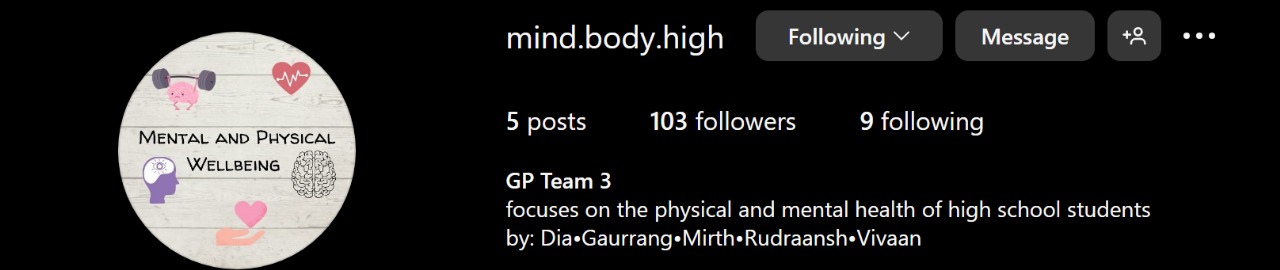 mind.body.high
Following
Message
5 posts
103 followers
9 following
GP Team 3
focuses on the physical and mental health of high school students
by: Dia•Gaurrang•Mirth•Rudraansh•Vivaan
Mental and Physical
Wellbeing